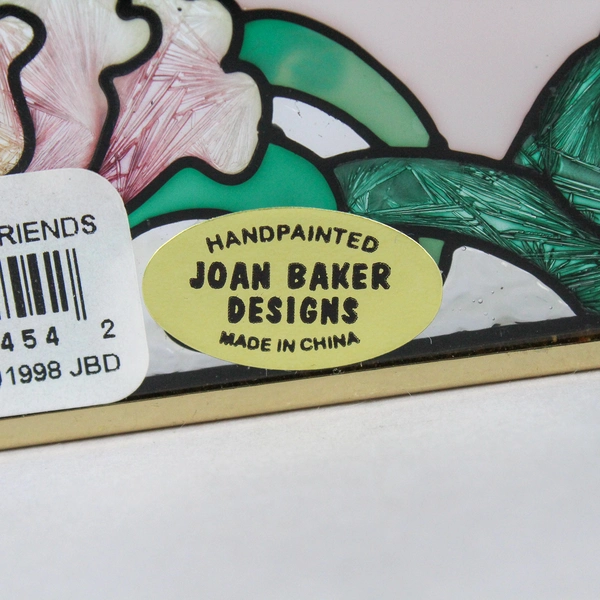 RIENDS
454 2
1998 JBD
HANDPAINTED
JOAN BAKER
DESIGNS
MADE IN CHINA